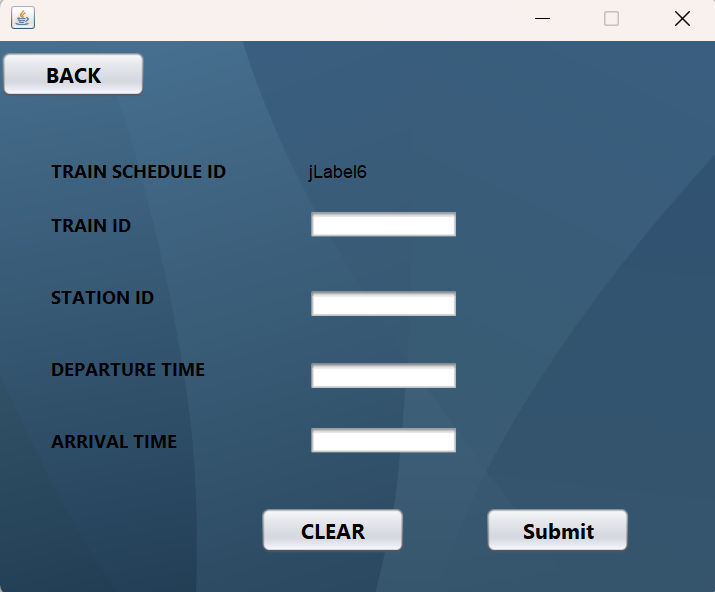 BACK
TRAIN SCHEDULE ID jLabel6
TRAIN ID
STATION ID
DEPARTURE TIME
ARRIVAL TIME
CLEAR Submit